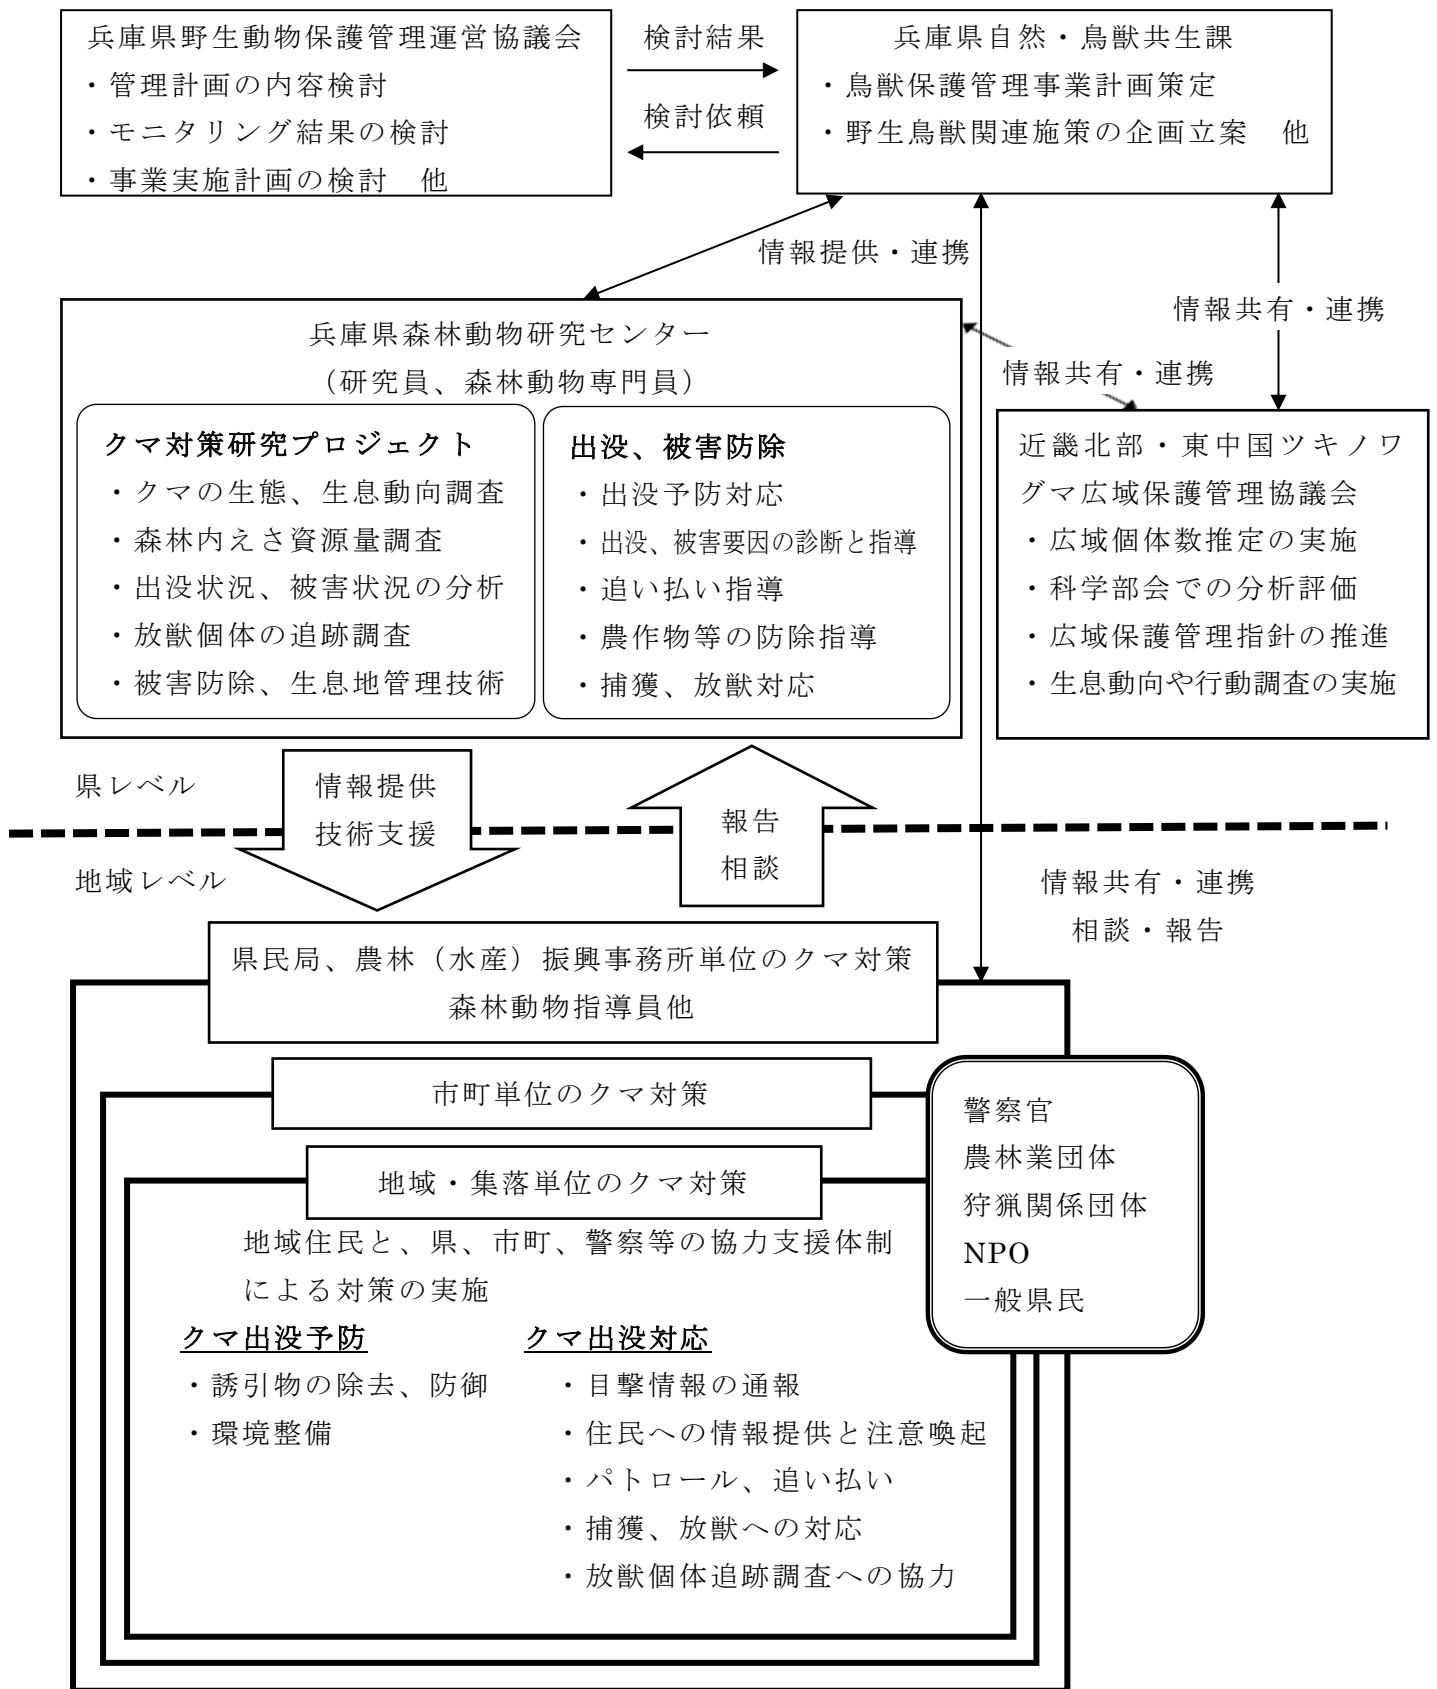 兵庫県野生動物保護管理運営協議会
・管理計画の内容検討
・モニタリング結果の検討
・事業実施計画の検討　他
検討結果
検討依頼
兵庫県自然・鳥獣共生課
・鳥獣保護管理事業計画策定
・野生鳥獣関連施策の企画立案　他
情報提供・連携
情報共有・連携
情報共有・連携
兵庫県森林動物研究センター
（研究員、森林動物専門員）
クマ対策研究プロジェクト
・クマの生態、生息動向調査
・森林内えさ資源量調査
・出没状況、被害状況の分析
・放獣個体の追跡調査
・被害防除、生息地管理技術
出没、被害防除
・出没予防対応
・出没、被害要因の診断と指導
・追い払い指導
・農作物等の防除指導
・捕獲、放獣対応
近畿北部・東中国ツキノワ
グマ広域保護管理協議会
・広域個体数推定の実施
・科学部会での分析評価
・広域保護管理指針の推進
・生息動向や行動調査の実施
県レベル
情報提供
技術支援
報告
相談
地域レベル
情報共有・連携
相談・報告
県民局、農林（水産）振興事務所単位のクマ対策
森林動物指導員他
市町単位のクマ対策
地域・集落単位のクマ対策
地域住民と、県、市町、警察等の協力支援体制
による対策の実施
クマ出没予防
・誘引物の除去、防御
・環境整備
クマ出没対応
・目撃情報の通報
・住民への情報提供と注意喚起
・パトロール、追い払い
・捕獲、放獣への対応
・放獣個体追跡調査への協力
警察官
農林業団体
狩猟関係団体
NPO
一般県民